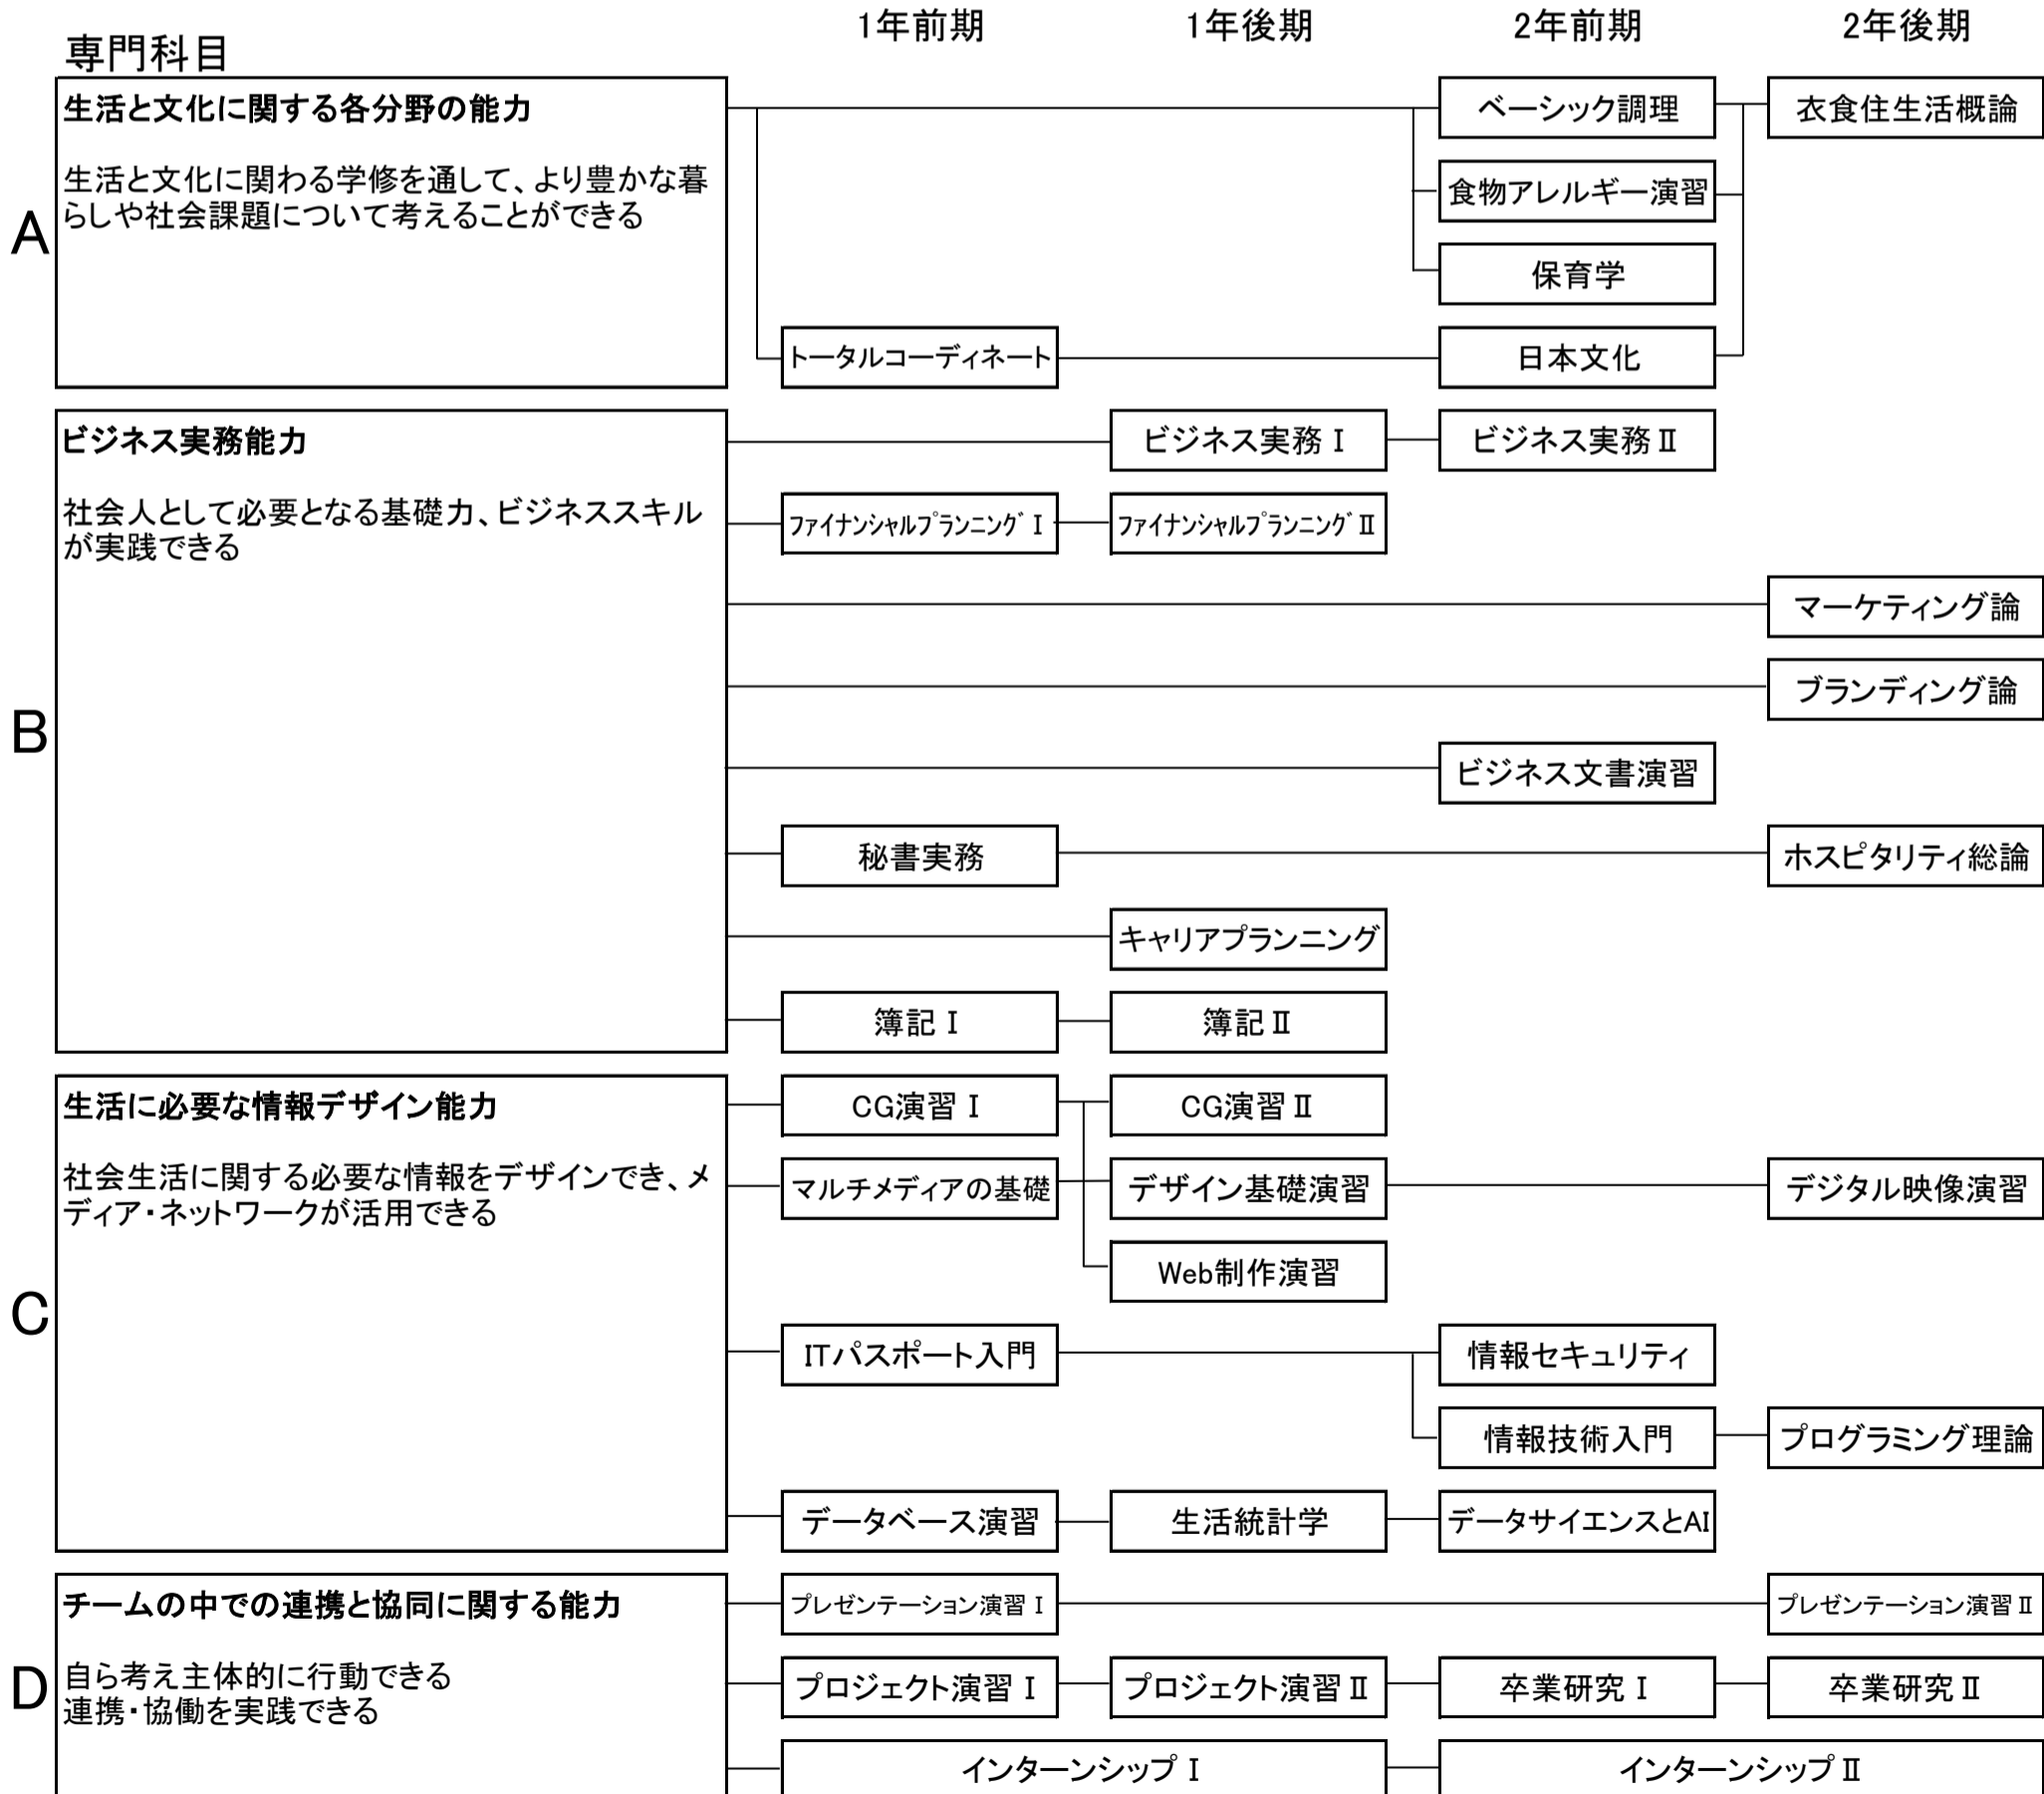 1年前期 1年後期 2年前期 2年後期
専門科目
A
生活と文化に関する各分野の能力
生活と文化に関わる学修を通して、より豊かな暮
らしや社会課題について考えることができる
ベーシック調理 衣食住生活概論
食物アレルギー演習
保育学
トータルコーディネート 日本文化
B
ビジネス実務能力
社会人として必要となる基礎力、ビジネススキル
が実践できる
ビジネス実務Ⅰ ビジネス実務Ⅱ
ファイナンシャルプランニングⅠ ファイナンシャルプランニングⅡ
マーケティング論
ブランディング論
ビジネス文書演習
秘書実務 ホスピタリティ総論
キャリアプランニング
簿記Ⅰ 簿記Ⅱ
C
生活に必要な情報デザイン能力
社会生活に関する必要な情報をデザインでき、メ
ディア・ネットワークが活用できる
CG演習Ⅰ CG演習Ⅱ
マルチメディアの基礎 デザイン基礎演習 デジタル映像演習
Web制作演習
ITパスポート入門 情報セキュリティ
情報技術入門 プログラミング理論
データベース演習 生活統計学 データサイエンスとAI
D
チームの中での連携と協同に関する能力
自ら考え主体的に行動できる
連携・協働を実践できる
プレゼンテーション演習Ⅰ プレゼンテーション演習Ⅱ
プロジェクト演習Ⅰ プロジェクト演習Ⅱ 卒業研究Ⅰ 卒業研究Ⅱ
インターンシップⅠ インターンシップⅡ